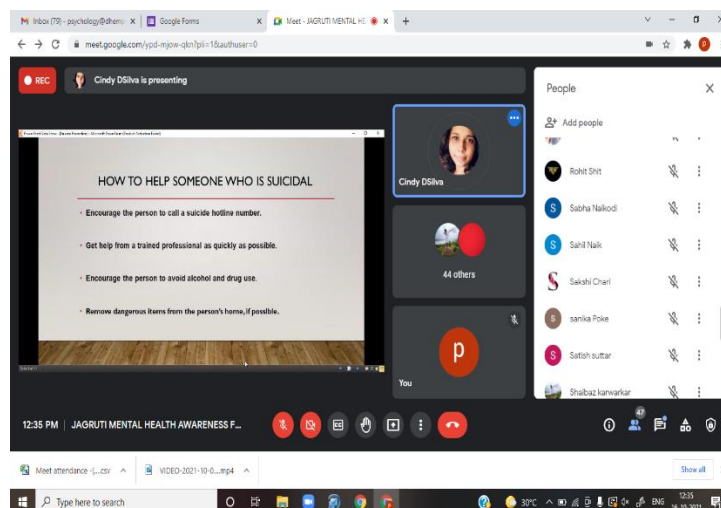 Inbox (79) - psychology@dhemp
Google Forms
Meet - JAGRUTI MENTAL HE
meet.google.com/ypd-mjow-qkn?pli=1&authuser=0
P
REC
Cindy DSilva is presenting
People
Add people
HOW TO HELP SOMEONE WHO IS SUICIDAL
• Encourage the person to call a suicide hotline number.
• Get help from a trained professional as quickly as possible.
• Encourage the person to avoid alcohol and drug use.
• Remove dangerous items from the person's home, if possible.
Cindy DSilva
44 others
p
You
Rohit Shit
S
Sabha Naikodi
S
Sahil Naik
S
Sakshi Chari
s
sanika Poke
S
Satish suttar
Shaibaz karwarkar
12:35 PM | JAGRUTI MENTAL HEALTH AWARENESS F...
47
Meet attendance -(....csv
VIDEO-2021-10-0....mp4
Show all
Type here to search
30°C
ENG
12:35
16-10-2021